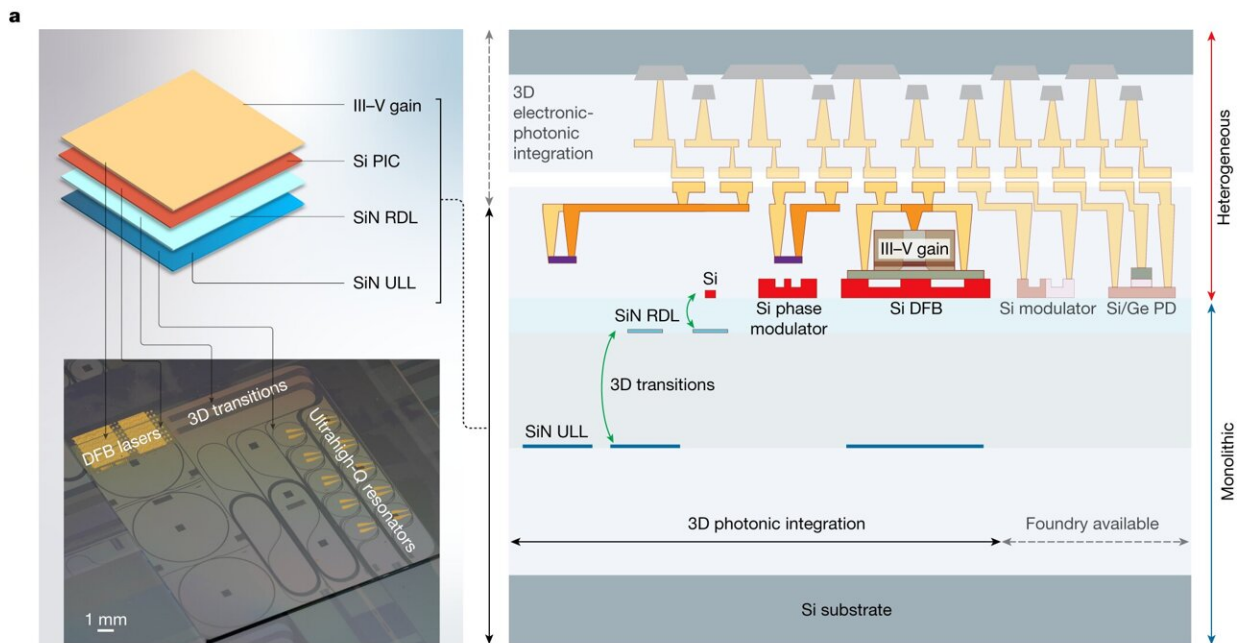 a
III–V gain
Si PIC
SiN RDL
SiN ULL
DFB lasers
3D transitions
Ultrahigh-Q resonators
1 mm
3D
electronic-
photonic
integration
III–V gain
Si
SiN RDL
Si phase
modulator
Si DFB
Si modulator
Si/Ge PD
3D transitions
SiN ULL
3D photonic integration
Foundry available
Si substrate
Heterogeneous
Monolithic